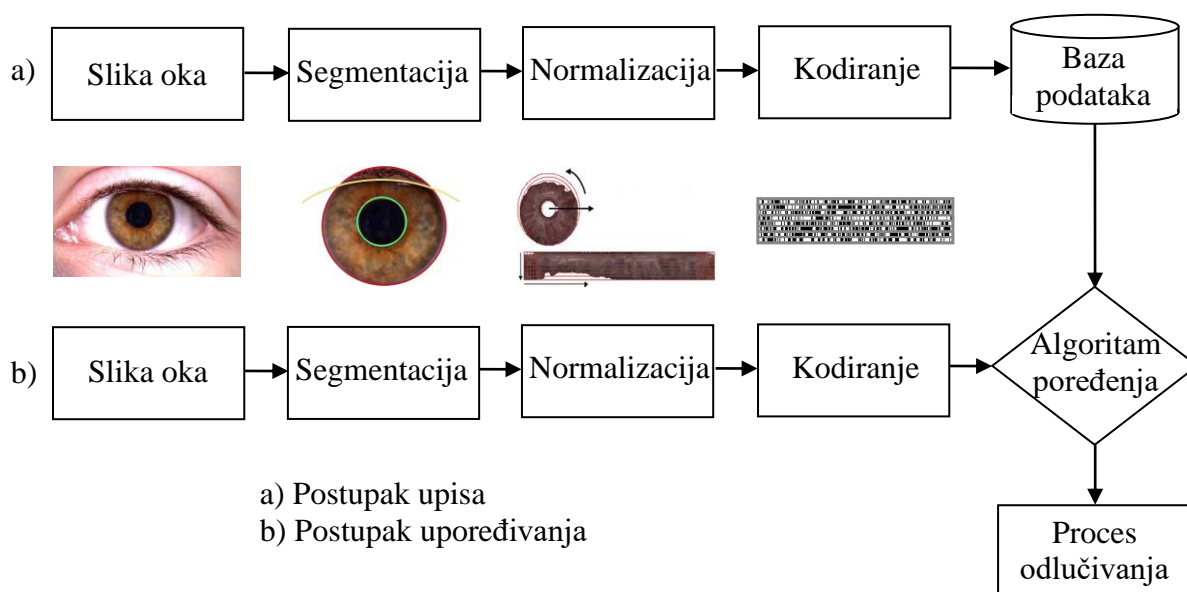 a)
Slika oka
Segmentacija
Normalizacija
Kodiranje
Baza
podataka
b)
Slika oka
Segmentacija
Normalizacija
Kodiranje
Algoritam
poređenja
a) Postupak upisa
b) Postupak upoređivanja
Proces
odlučivanja